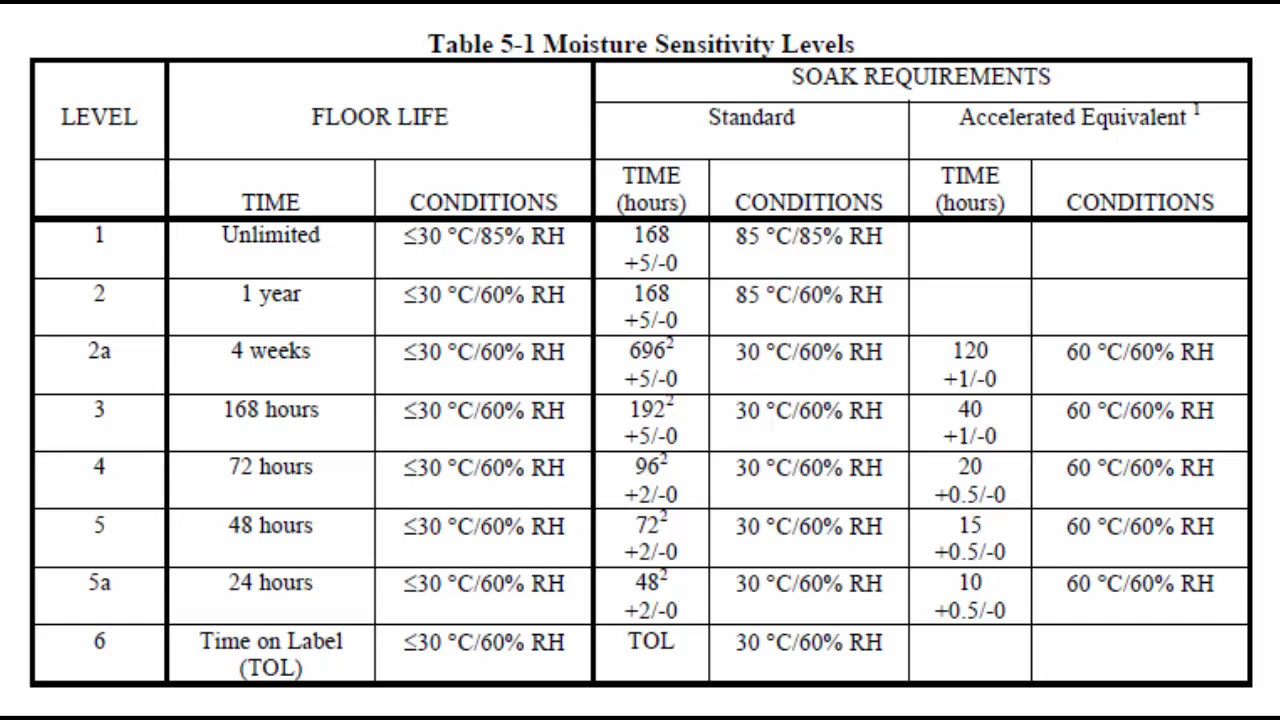 Table 5-1 Moisture Sensitivity Levels
SOAK REQUIREMENTS
LEVEL FLOOR LIFE Standard Accelerated Equivalent 1
TIME CONDITIONS TIME (hours) CONDITIONS TIME (hours) CONDITIONS
1 Unlimited ≤30 °C/85% RH 168 +5/-0 85 °C/85% RH
2 1 year ≤30 °C/60% RH 168 +5/-0 85 °C/60% RH
2a 4 weeks ≤30 °C/60% RH 696² +5/-0 30 °C/60% RH 120 +1/-0 60 °C/60% RH
3 168 hours ≤30 °C/60% RH 192² +5/-0 30 °C/60% RH 40 +1/-0 60 °C/60% RH
4 72 hours ≤30 °C/60% RH 96² +2/-0 30 °C/60% RH 20 +0.5/-0 60 °C/60% RH
5 48 hours ≤30 °C/60% RH 72² +2/-0 30 °C/60% RH 15 +0.5/-0 60 °C/60% RH
5a 24 hours ≤30 °C/60% RH 48² +2/-0 30 °C/60% RH 10 +0.5/-0 60 °C/60% RH
6 Time on Label (TOL) ≤30 °C/60% RH TOL 30 °C/60% RH